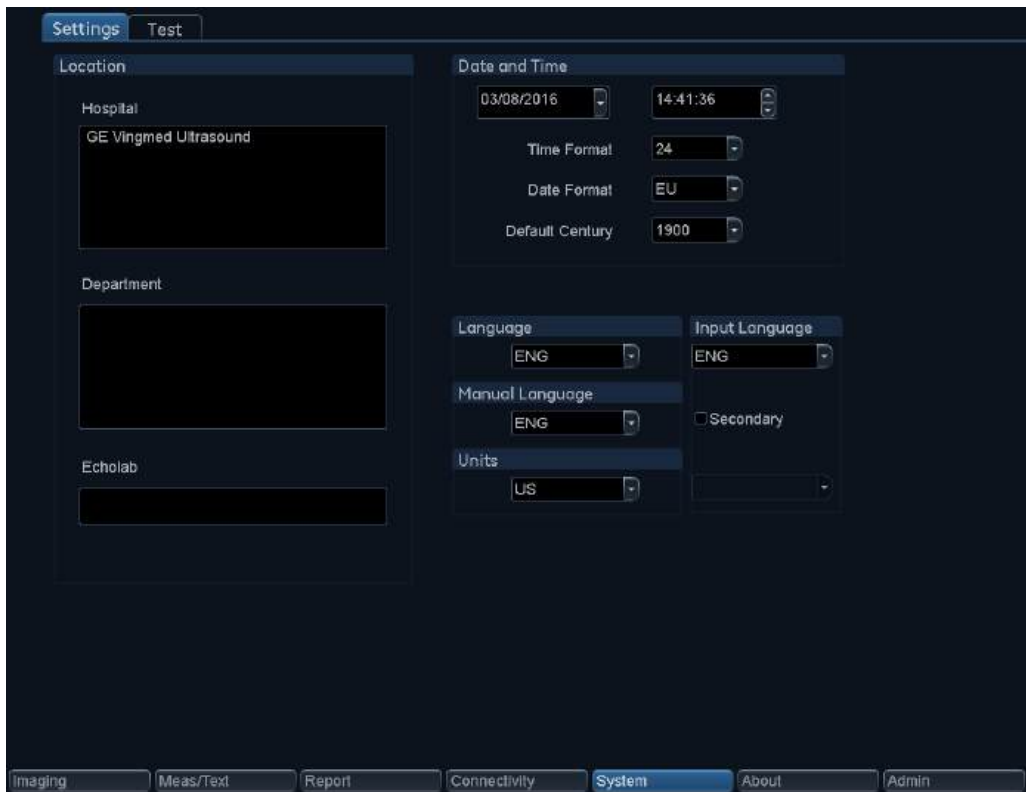 Settings
Test
Location
Hospital
GE Vingmed Ultrasound
Department
Echolab
Date and Time
03/08/2016
14:41:36
Time Format
24
Date Format
EU
Default Century
1900
Language
ENG
Manual Language
ENG
Units
US
Input Language
ENG
Secondary
Imaging
Meas/Text
Report
Connectivity
System
About
Admin